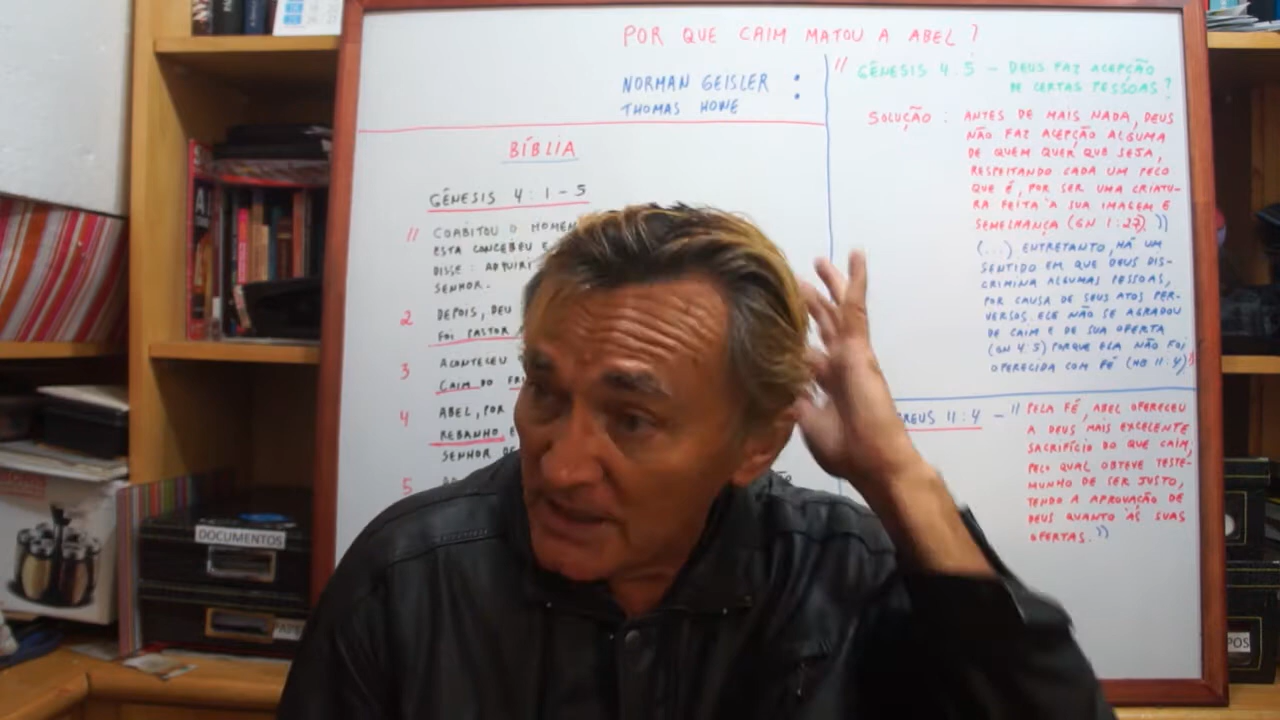 POR QUE CAIM MATOU A ABEL ?
NORMAN GEISLER :
THOMAS HOWE
BÍBLIA
GÊNESIS 4: 1 - 5
" COABITOU O HOMEM
ESTA CONCEBEU E
DISSE : ADQUIRI
SENHOR.
2 DEPOIS, DEU
FOI PASTOR
3 ACONTECEU
CAIM DO
4 ABEL, POR
REBANHO E
SENHOR DE
5
" GÊNESIS 4.5 - DEUS FAZ ACEPÇÃO
DE CERTAS PESSOAS ?
SOLUÇÃO : ANTES DE MAIS NADA, DEUS
NÃO FAZ ACEPÇÃO ALGUMA
DE QUEM QUER QUE SEJA,
RESPEITANDO CADA UM PELO
QUE É, POR SER UMA CRIATU-
RA FEITA À SUA IMAGEM E
SEMELHANÇA (GN 1:27). "
(...) ENTRETANTO, HÁ UM
SENTIDO EM QUE DEUS DIS-
CRIMINA ALGUMAS PESSOAS,
POR CAUSA DE SEUS ATOS PER-
VERSOS. ELE NÃO SE AGRADOU
DE CAIM E DE SUA OFERTA
(GN 4:5) PORQUE ELA NÃO FOI
OFERECIDA COM FÉ (HB 11:4) "
BREUS 11:4 - " PELA FÉ, ABEL OFERECEU
A DEUS MAIS EXCELENTE
SACRIFÍCIO DO QUE CAIM;
PELO QUAL OBTEVE TESTE-
MUNHO DE SER JUSTO,
TENDO A APROVAÇÃO DE
DEUS QUANTO ÀS SUAS
OFERTAS. "
DOCUMENTOS
POS